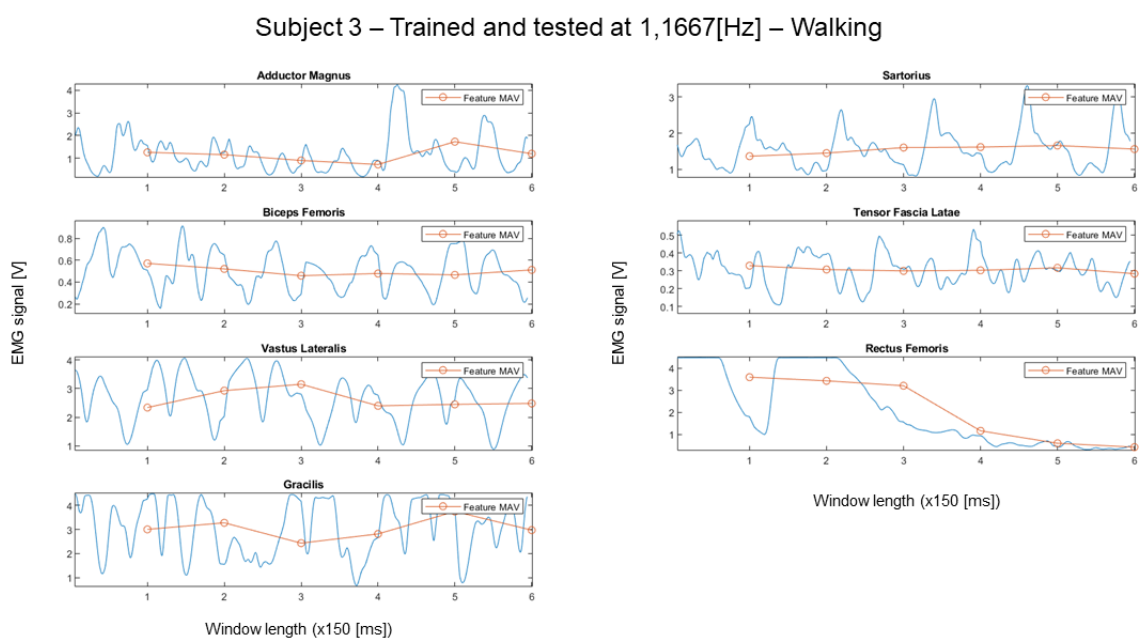 Subject 3 – Trained and tested at 1,1667[Hz] – Walking
Adductor Magnus
Feature MAV
4
3
2
1
1 2 3 4 5 6
Biceps Femoris
Feature MAV
0.8
0.6
0.4
0.2
1 2 3 4 5 6
Vastus Lateralis
Feature MAV
4
3
2
1
1 2 3 4 5 6
Gracilis
Feature MAV
4
3
2
1
1 2 3 4 5 6
EMG signal [V]
Window length (x150 [ms])
Sartorius
Feature MAV
3
2
1
1 2 3 4 5 6
Tensor Fascia Latae
Feature MAV
0.5
0.4
0.3
0.2
0.1
1 2 3 4 5 6
Rectus Femoris
Feature MAV
4
3
2
1
1 2 3 4 5 6
EMG signal [V]
Window length (x150 [ms])